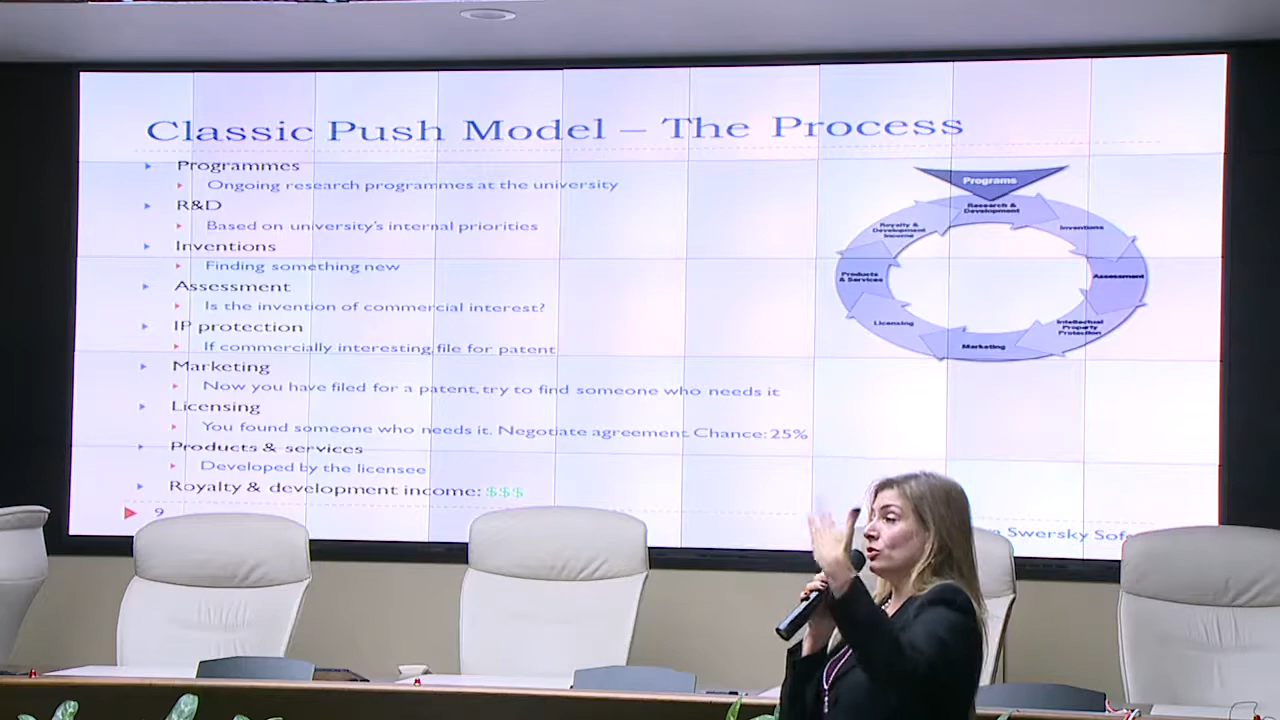 Classic Push Model – The Process
Programmes
Ongoing research programmes at the university
R&D
Based on university's internal priorities
Inventions
Finding something new
Assessment
Is the invention of commercial interest?
IP protection
If commercially interesting, file for patent
Marketing
Now you have filed for a patent, try to find someone who needs it
Licensing
You found someone who needs it. Negotiate agreement. Chance: 25%
Products & services
Developed by the licensee
Royalty & development income: $$$
9
Programs
Research &
Development
Inventions
Assessment
Intellectual
Property
Protection
Marketing
Licensing
Products
& Services
Royalty &
Development
Income
Swersky